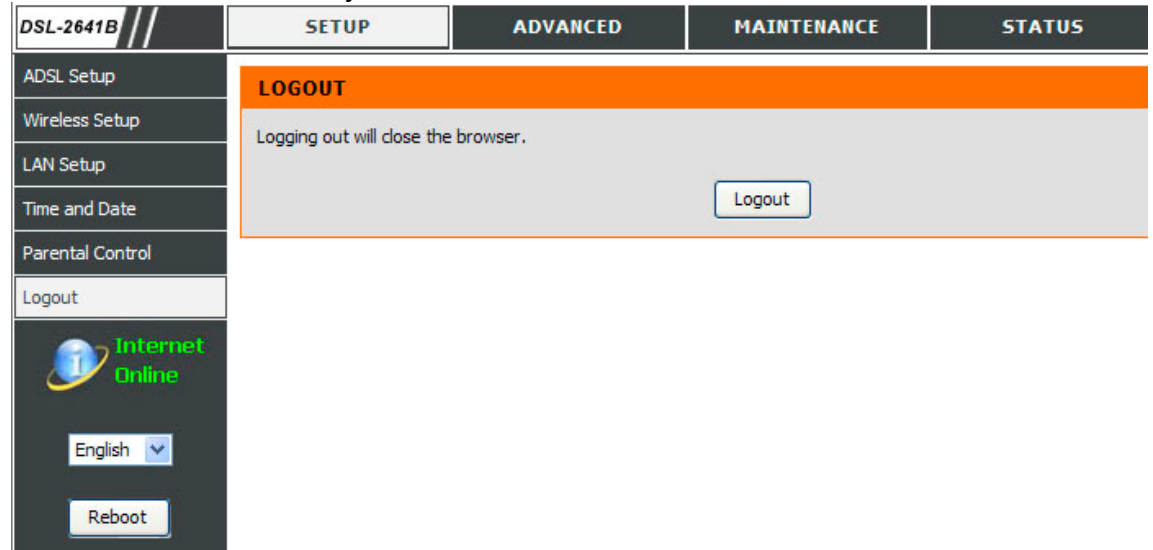 DSL-2641B SETUP ADVANCED MAINTENANCE STATUS
ADSL Setup
Wireless Setup
LAN Setup
Time and Date
Parental Control
Logout
Internet
Online
English
Reboot
LOGOUT
Logging out will close the browser.
Logout